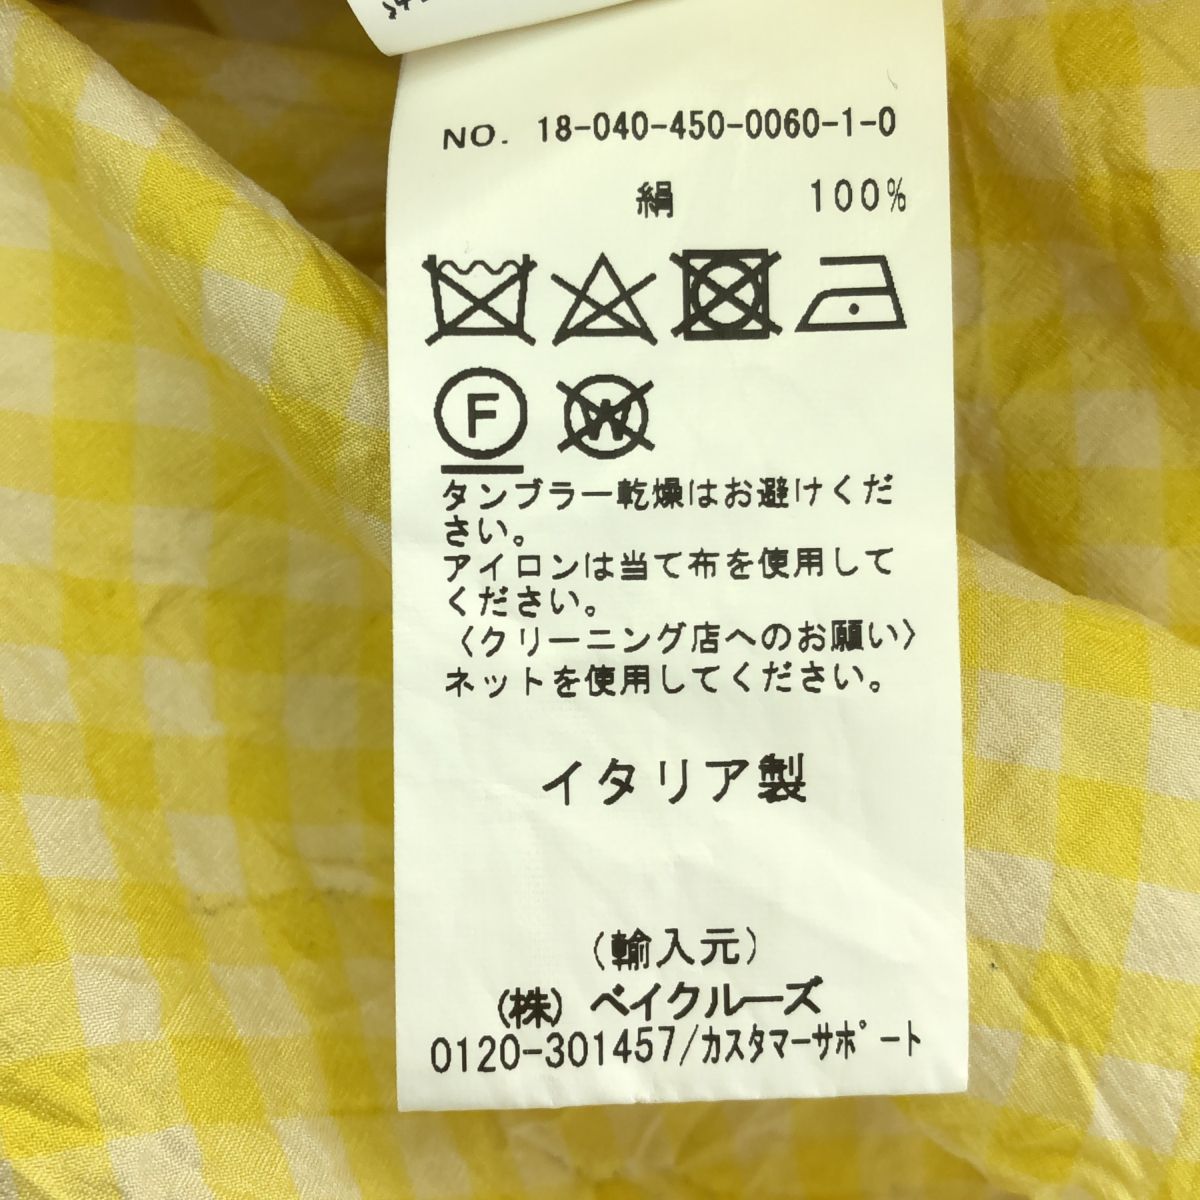 NO. 18-040-450-0060-1-0
絹 100%
F W
タンブラー乾燥はお避けくだ
さい。
アイロンは当て布を使用して
ください。
〈クリーニング店へのお願い〉
ネットを使用してください。
イタリア製
(輸入元)
(株) ベイクルーズ
0120-301457/カスタマーサポート